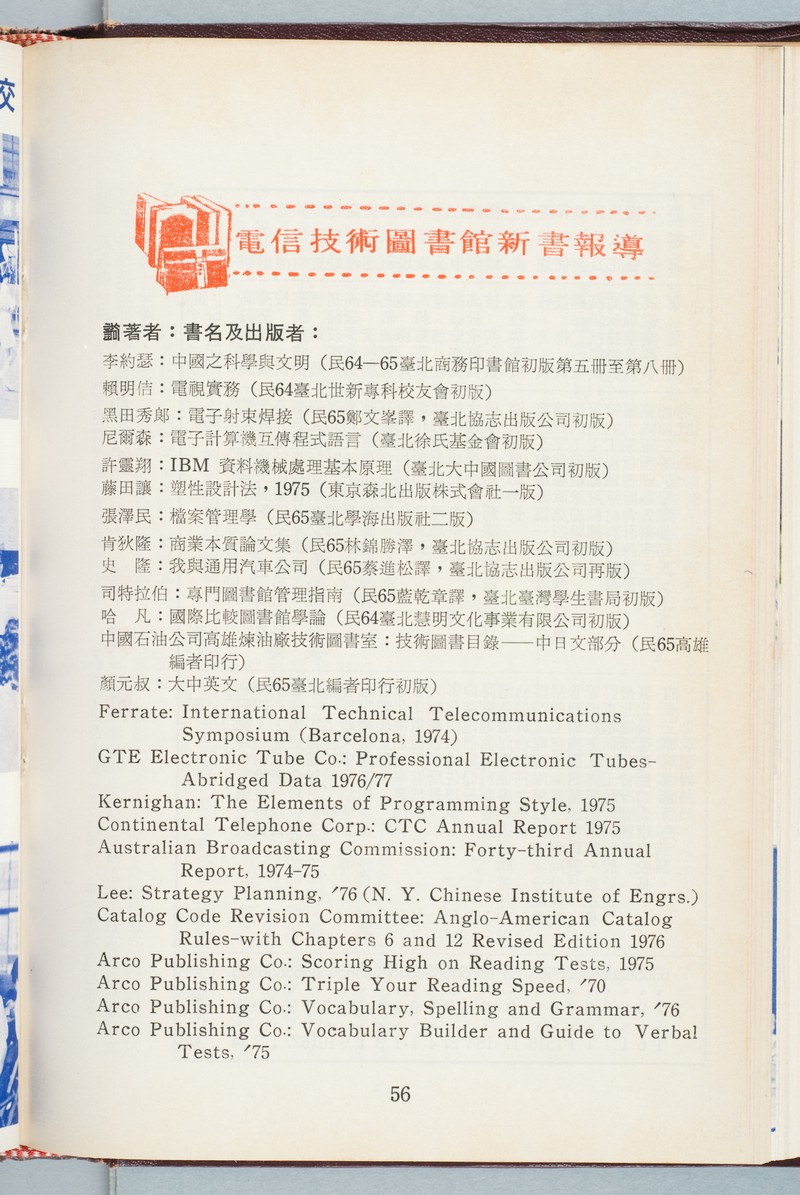 校
電信技術圖書館新書報導
著者：書名及出版者：
李約瑟：中國之科學與文明（民64—65臺北商務印書館初版第五冊至第八冊）
賴明佶：電視實務（民64臺北世新專科校友會初版）
黑田秀郎：電子射束焊接（民65鄭文峯譯，臺北協志出版公司初版）
尼爾森：電子計算機互傳程式語言（臺北徐氏基金會初版）
許靈翔：IBM 資料機械處理基本原理（臺北大中國圖書公司初版）
藤田讓：塑性設計法，1975（東京森北出版株式會社一版）
張澤民：檔案管理學（民65臺北學海出版社二版）
肯狄隆：商業本質論文集（民65林錦勝澤，臺北協志出版公司初版）
史　隆：我與通用汽車公司（民65蔡進松譯，臺北協志出版公司再版）
司特拉伯：專門圖書館管理指南（民65藍乾章譯，臺北臺灣學生書局初版）
哈　凡：國際比較圖書館學論（民64臺北慧明文化事業有限公司初版）
中國石油公司高雄煉油廠技術圖書室：技術圖書目錄——中日文部分（民65高雄
編者印行）
顏元叔：大中英文（民65臺北編者印行初版）
Ferrate: International Technical Telecommunications
Symposium (Barcelona, 1974)
GTE Electronic Tube Co.: Professional Electronic Tubes-
Abridged Data 1976/77
Kernighan: The Elements of Programming Style, 1975
Continental Telephone Corp.: CTC Annual Report 1975
Australian Broadcasting Commission: Forty-third Annual
Report, 1974-75
Lee: Strategy Planning, '76 (N. Y. Chinese Institute of Engrs.)
Catalog Code Revision Committee: Anglo-American Catalog
Rules-with Chapters 6 and 12 Revised Edition 1976
Arco Publishing Co.: Scoring High on Reading Tests, 1975
Arco Publishing Co.: Triple Your Reading Speed, '70
Arco Publishing Co.: Vocabulary, Spelling and Grammar, '76
Arco Publishing Co.: Vocabulary Builder and Guide to Verbal
Tests, '75
56